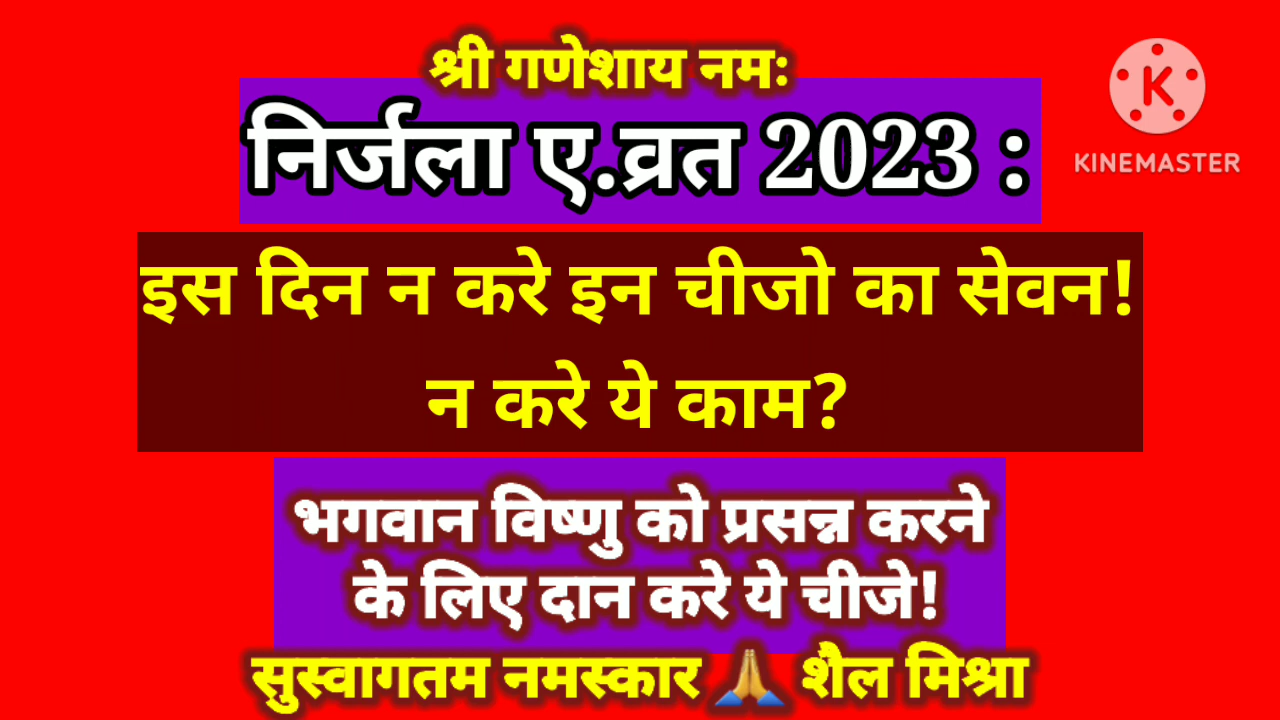 श्री गणेशाय नमः
निर्जला ए.व्रत 2023 :
K
KINEMASTER
इस दिन न करे इन चीजो का सेवन!
न करे ये काम?
भगवान विष्णु को प्रसन्न करने
के लिए दान करे ये चीजे!
सुस्वागतम नमस्कार 🙏 शैल मिश्रा